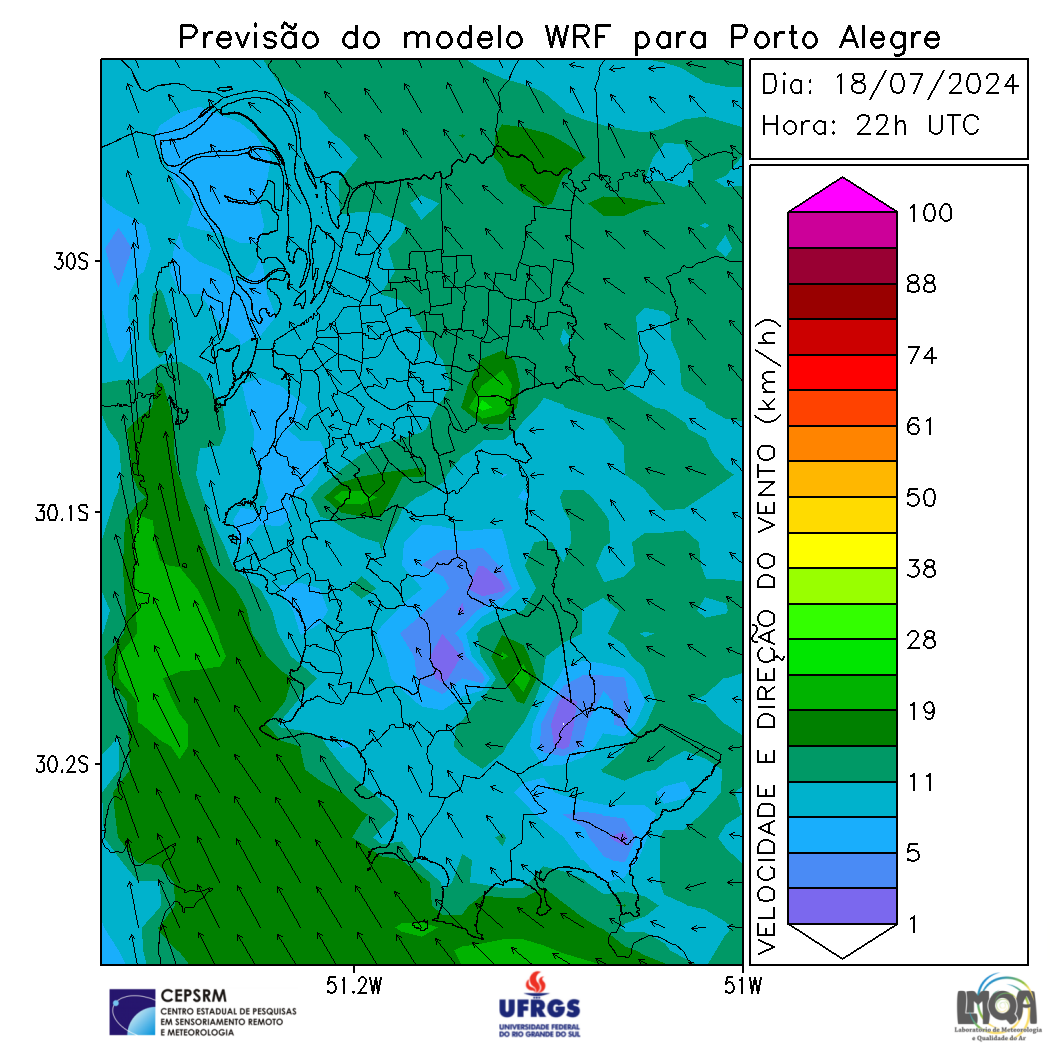 Previsão do modelo WRF para Porto Alegre
Dia: 18/07/2024
Hora: 22h UTC
30S
30.1S
30.2S
51.2W
51W
VELOCIDADE E DIREÇÃO DO VENTO (km/h)
100
88
74
61
50
38
28
19
11
5
1
CEPSRM
CENTRO ESTADUAL DE PESQUISAS
EM SENSORIAMENTO REMOTO
E METEOROLOGIA
UFRGS
UNIVERSIDADE FEDERAL
DO RIO GRANDE DO SUL
LMQA
Laboratório de Meteorologia
e Qualidade do Ar